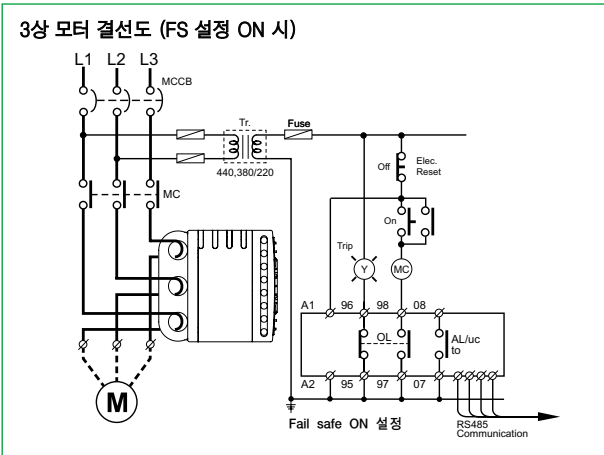 3상 모터 결선도 (FS 설정 ON 시)
L1 L2 L3
MCCB
Tr.
Fuse
440,380/220
Off
Elec.
Reset
MC
On
Trip
Y
MC
A1 96 98 08
OL
AL/uc
to
A2 95 97 07
M
Fail safe ON 설정
RS485
Communication